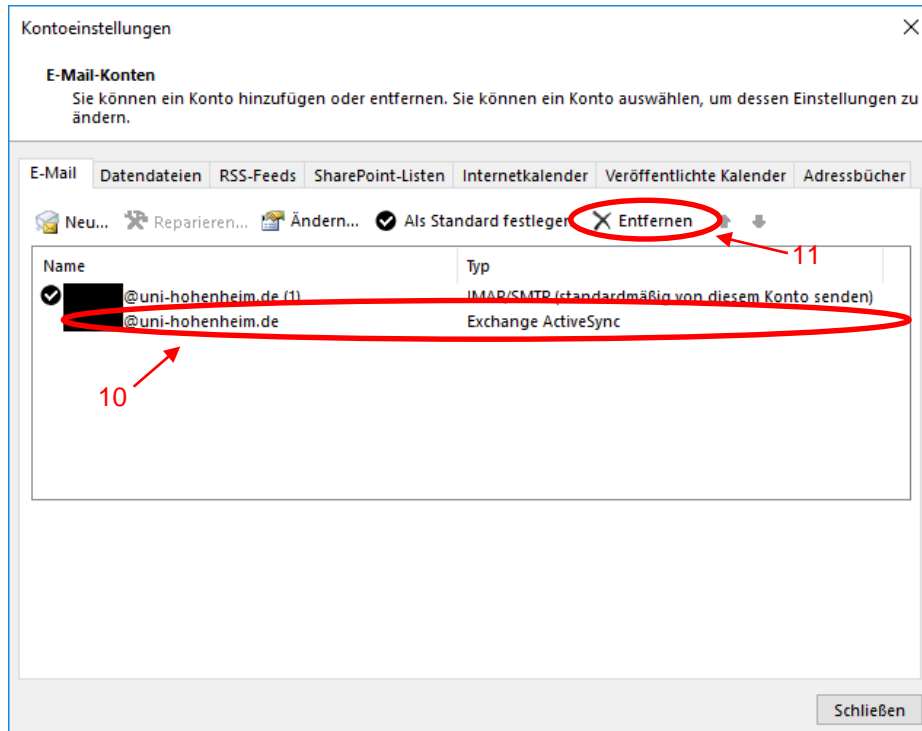 Kontoeinstellungen
E-Mail-Konten
Sie können ein Konto hinzufügen oder entfernen. Sie können ein Konto auswählen, um dessen Einstellungen zu
ändern.
E-Mail Datendateien RSS-Feeds SharePoint-Listen Internetkalender Veröffentlichte Kalender Adressbücher
Neu... Reparieren... Ändern... Als Standard festlegen Entfernen
11
Name Typ
@uni-hohenheim.de (1) IMAP/SMTP (standardmäßig von diesem Konto senden)
@uni-hohenheim.de Exchange ActiveSync
10
Schließen